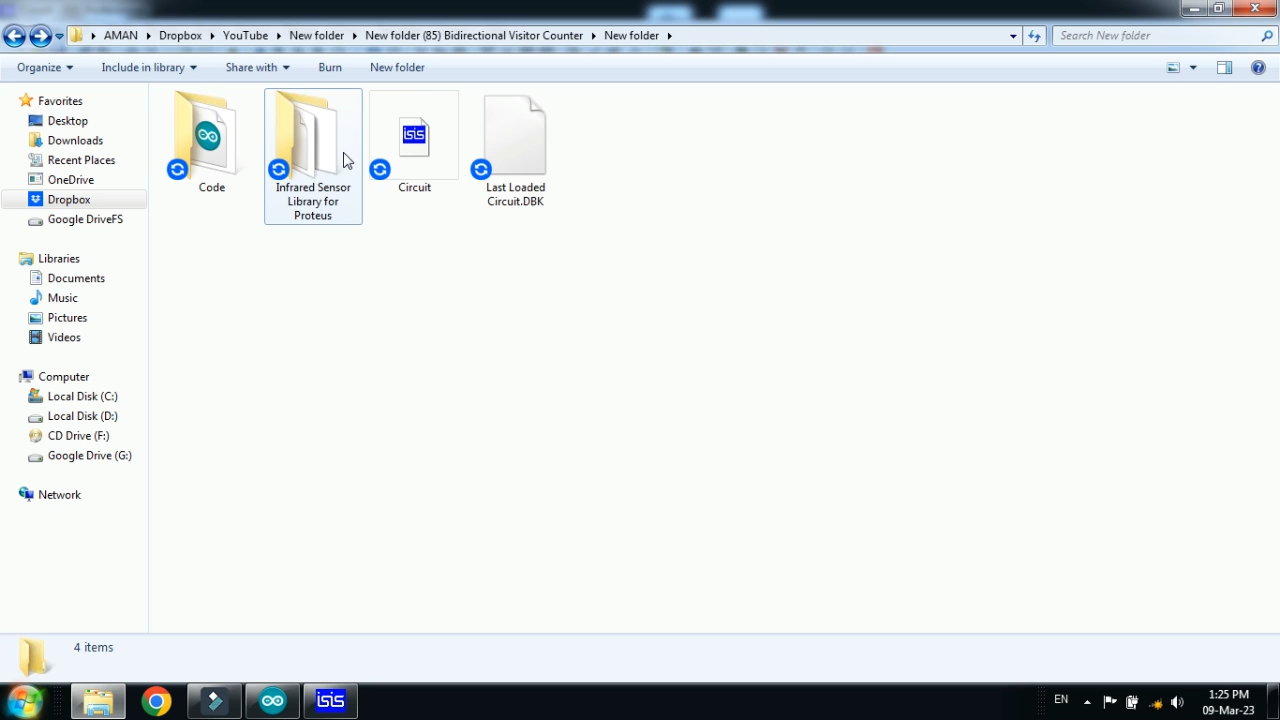 AMAN Dropbox YouTube New folder New folder (85) Bidirectional Visitor Counter New folder
Search New folder
Organize Include in library Share with Burn New folder
Favorites
Desktop
Downloads
Recent Places
OneDrive
Dropbox
Google DriveFS
Libraries
Documents
Music
Pictures
Videos
Computer
Local Disk (C:)
Local Disk (D:)
CD Drive (F:)
Google Drive (G:)
Network
Code
Infrared Sensor
Library for
Proteus
isis
Circuit
Last Loaded
Circuit.DBK
4 items
isis
EN
1:25 PM
09-Mar-23